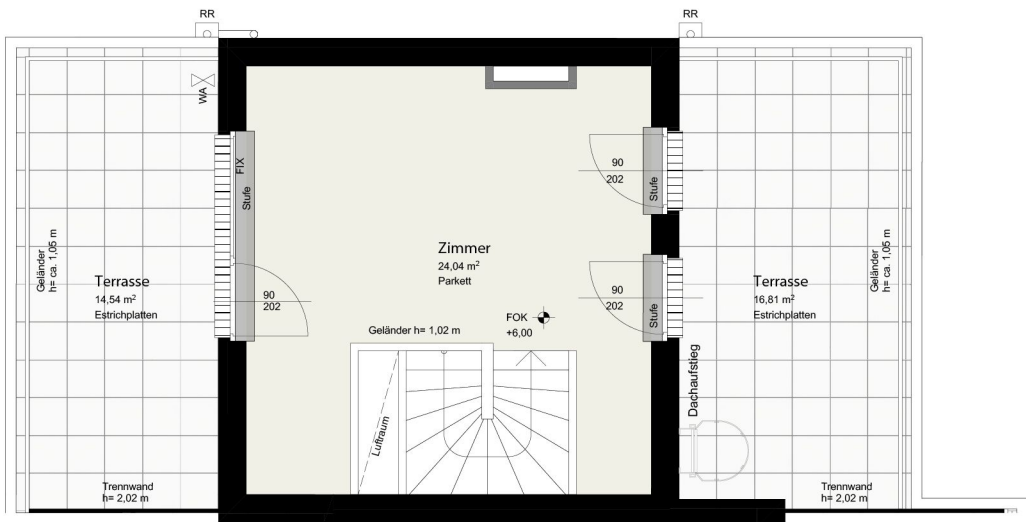 RR
RR
WA
FIX
Stufe
90
202
Stufe
Geländer
h= ca. 1,05 m
Terrasse
14,54 m²
Estrichplatten
Zimmer
24,04 m²
Parkett
Terrasse
16,81 m²
Estrichplatten
Geländer
h= ca. 1,05 m
90
202
90
202
Stufe
FOK
+6,00
Geländer h= 1,02 m
Luftraum
Dachaufstieg
Trennwand
h= 2,02 m
Trennwand
h= 2,02 m